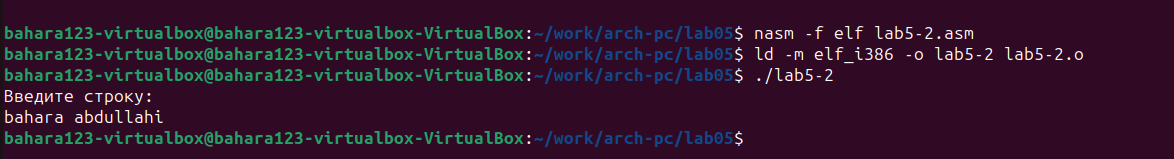 bahara123-virtualbox@bahara123-virtualbox-VirtualBox:~/work/arch-pc/lab05$ nasm -f elf lab5-2.asm
bahara123-virtualbox@bahara123-virtualbox-VirtualBox:~/work/arch-pc/lab05$ ld -m elf_i386 -o lab5-2 lab5-2.o
bahara123-virtualbox@bahara123-virtualbox-VirtualBox:~/work/arch-pc/lab05$ ./lab5-2
Введите строку:
bahara abdullahi
bahara123-virtualbox@bahara123-virtualbox-VirtualBox:~/work/arch-pc/lab05$